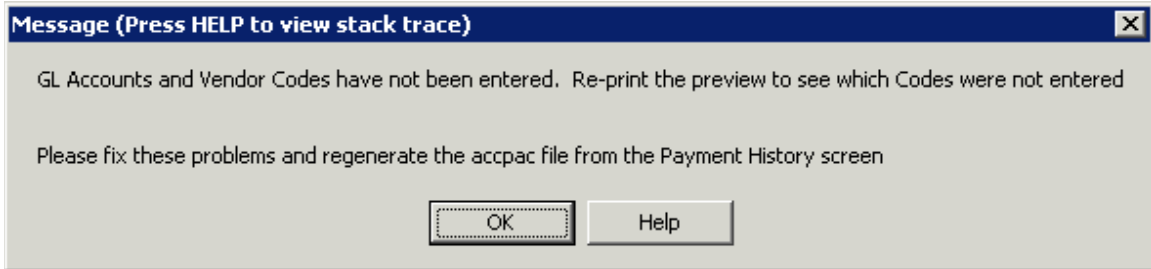 Message (Press HELP to view stack trace)
GL Accounts and Vendor Codes have not been entered.  Re-print the preview to see which Codes were not entered
Please fix these problems and regenerate the accpac file from the Payment History screen
OK Help